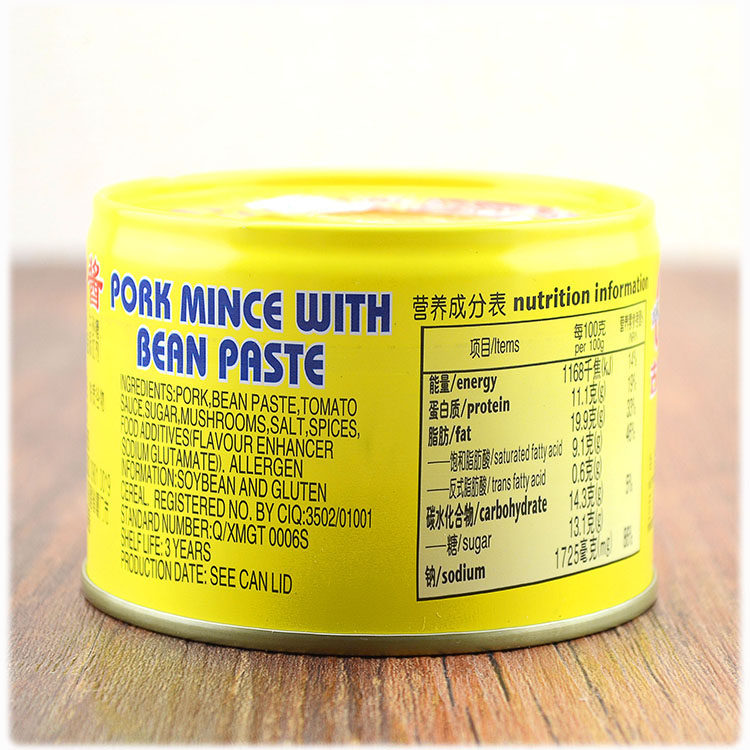 酱
PORK MINCE WITH
BEAN PASTE
INGREDIENTS:PORK,BEAN PASTE,TOMATO
SAUCE,SUGAR,MUSHROOMS,SALT,SPICES,
FOOD ADDITIVES(FLAVOUR ENHANCER
SODIUM GLUTAMATE)). ALLERGEN
INFORMATION:SOYBEAN AND GLUTEN
CEREAL. REGISTERED NO. BY CIQ:3502/01001
STANDARD NUMBER:Q/XMGT 0006S
SHELF LIFE: 3 YEARS
PRODUCTION DATE: SEE CAN LID
营养成分表 nutrition information
项目/Items 每100克 per 100g
能量/energy 1168千焦(kJ) 14%
蛋白质/protein 11.1克(g) 19%
脂肪/fat 19.9克(g) 33%
——饱和脂肪酸/saturated fatty acid 9.1克(g) 46%
——反式脂肪酸/trans fatty acid 0.6克(g)
碳水化合物/carbohydrate 14.3克(g) 5%
——糖/sugar 13.1克(g)
钠/sodium 1725毫克(mg) 86%